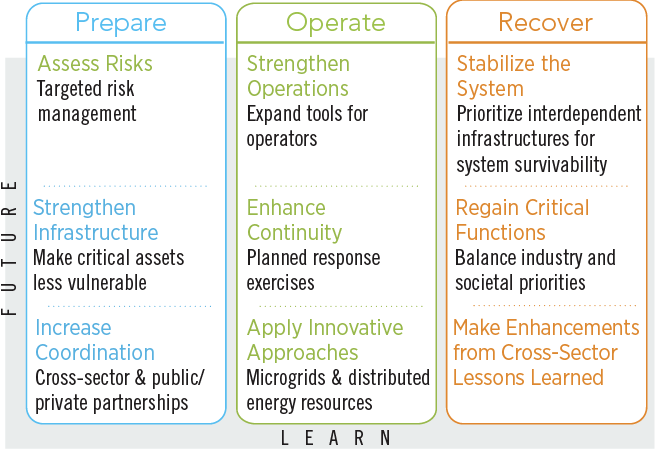 Prepare
Assess Risks
Targeted risk
management
Strengthen
Infrastructure
Make critical assets
less vulnerable
Increase
Coordination
Cross-sector & public/
private partnerships
Operate
Strengthen
Operations
Expand tools for
operators
Enhance
Continuity
Planned response
exercises
Apply Innovative
Approaches
Microgrids & distributed
energy resources
Recover
Stabilize the
System
Prioritize interdependent
infrastructures for
system survivability
Regain Critical
Functions
Balance industry and
societal priorities
Make Enhancements
from Cross-Sector
Lessons Learned
FUTURE
LEARN